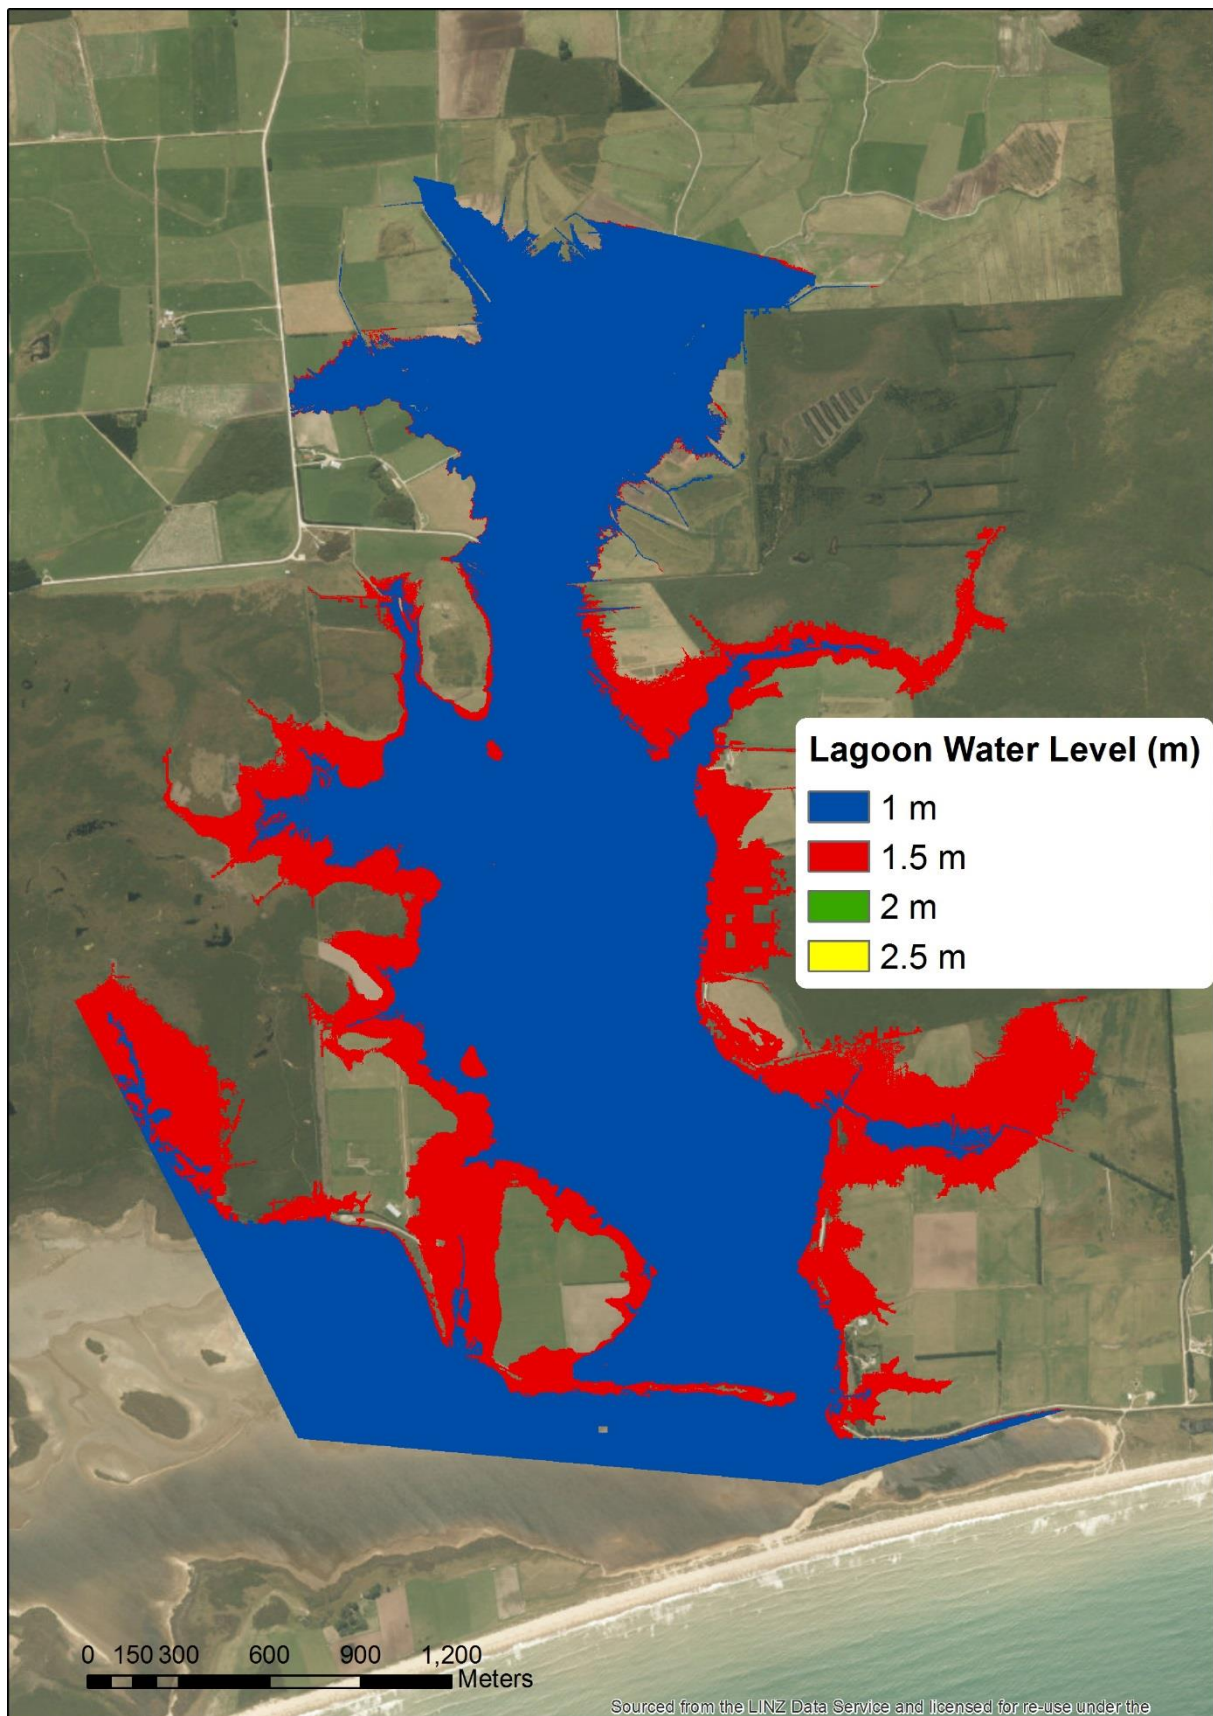 Lagoon Water Level (m)
1 m
1.5 m
2 m
2.5 m
0 150 300 600 900 1,200
Meters
Sourced from the LINZ Data Service and licensed for re-use under the